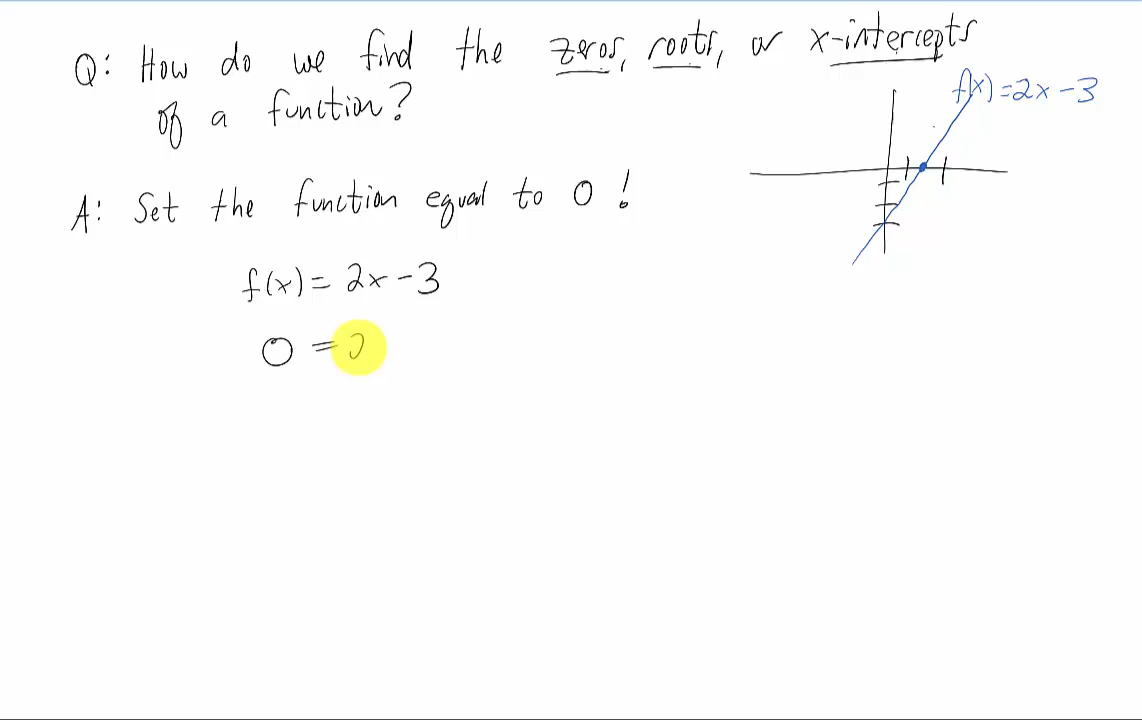 Q: How do we find the zeros, roots, or x-intercepts
of a function?
f(x) = 2x - 3
A: Set the function equal to 0!
f(x) = 2x - 3
0 =